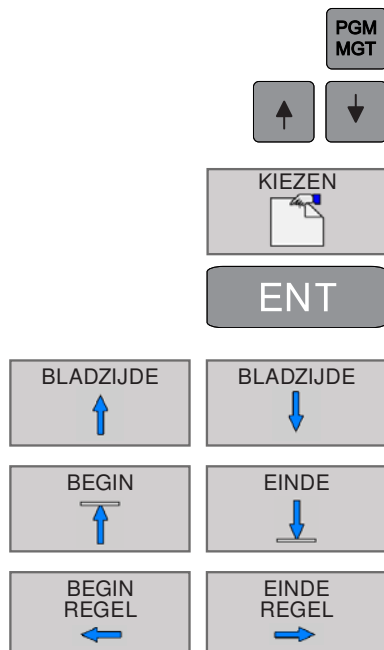 PGM
MGT
KIEZEN
ENT
BLADZIJDE BLADZIJDE
BEGIN EINDE
BEGIN EINDE
REGEL REGEL